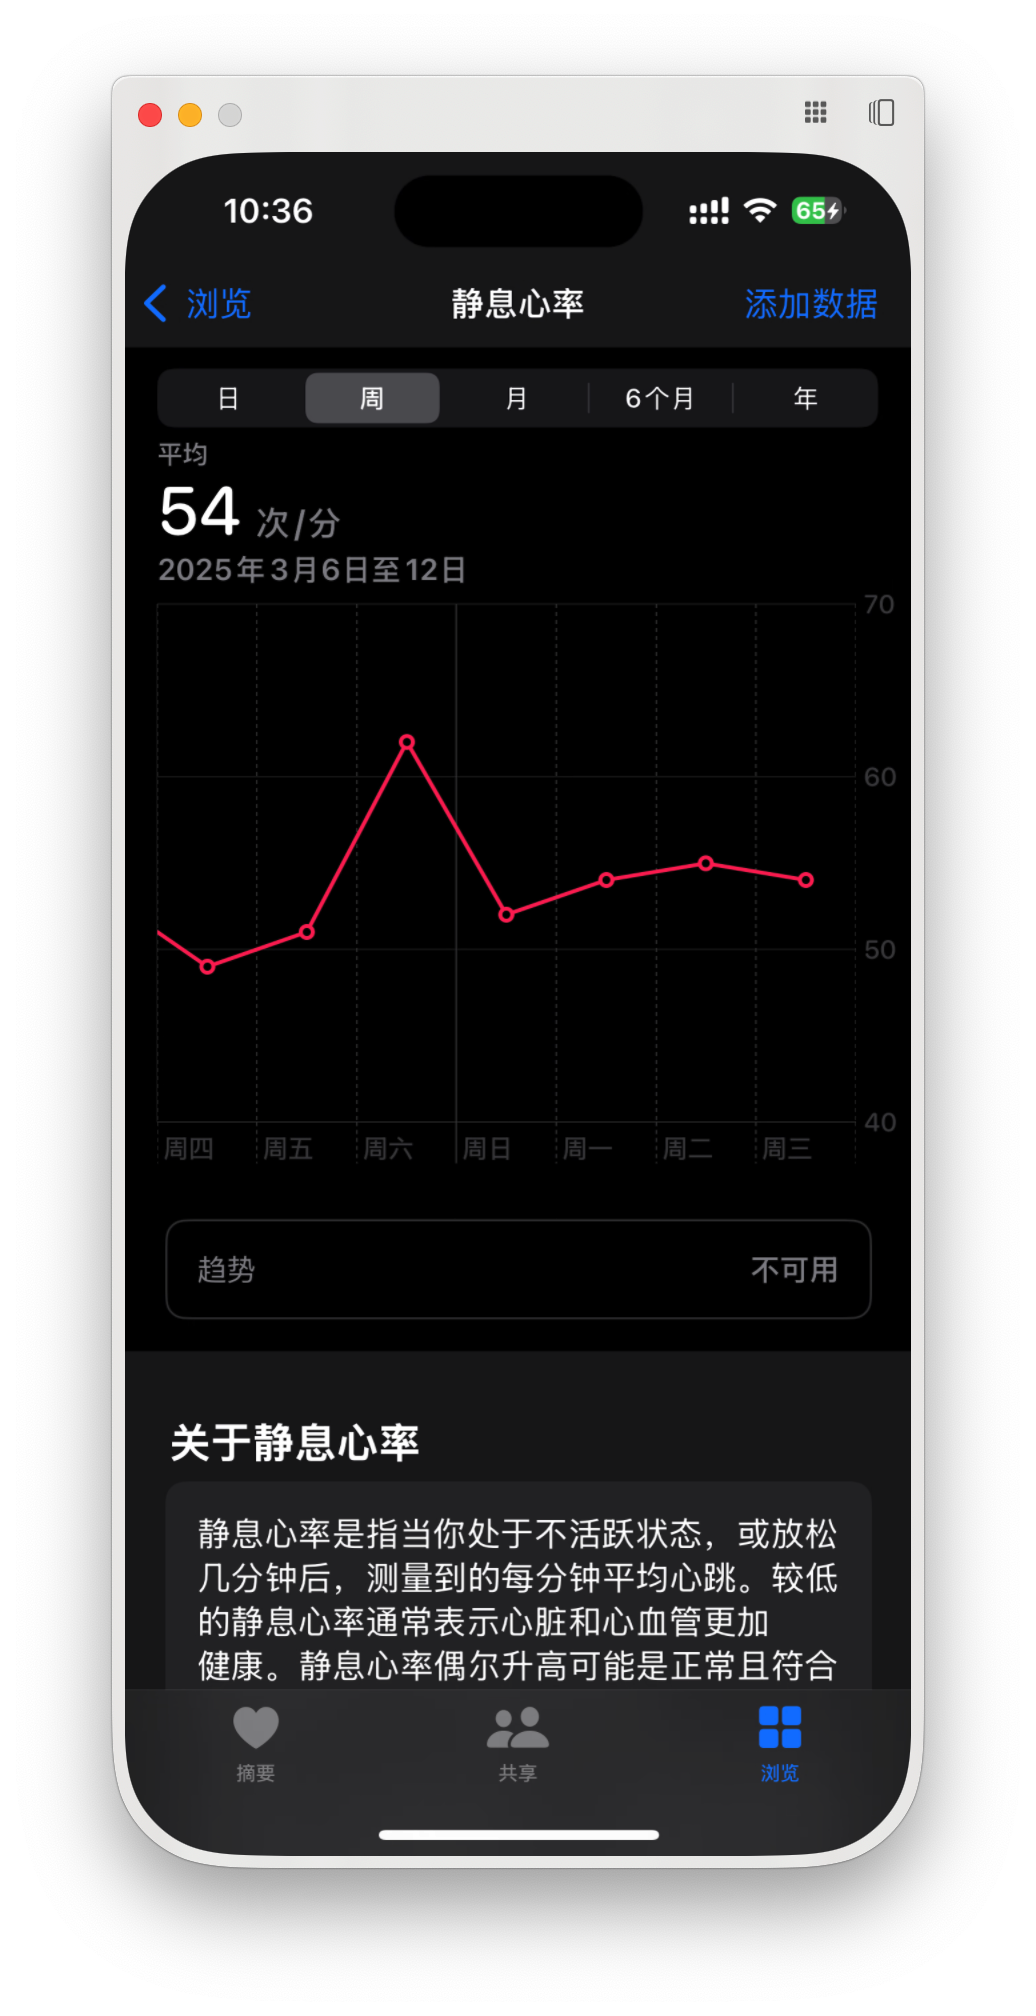 10:36
65
浏览
静息心率
添加数据
日
周
月
6个月
年
平均
54 次/分
2025年3月6日至12日
70
60
50
40
周四
周五
周六
周日
周一
周二
周三
趋势
不可用
关于静息心率
静息心率是指当你处于不活跃状态，或放松
几分钟后，测量到的每分钟平均心跳。较低
的静息心率通常表示心脏和心血管更加
健康。静息心率偶尔升高可能是正常且符合
摘要
共享
浏览